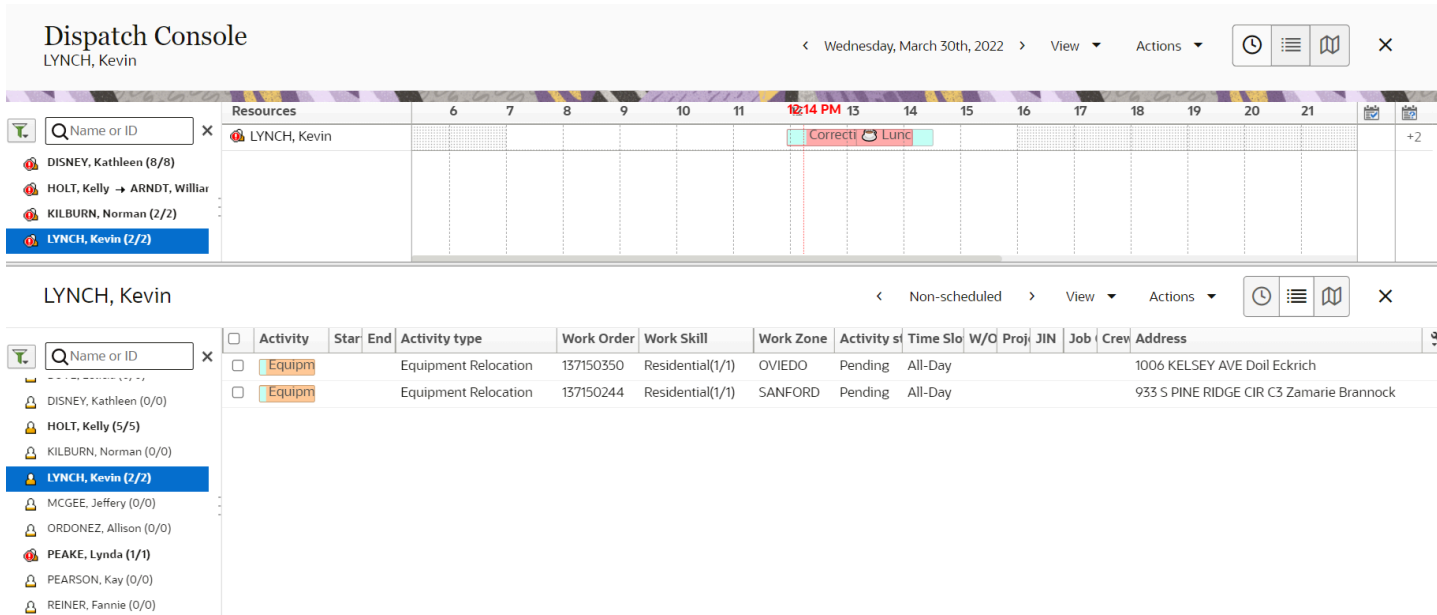 Dispatch Console
LYNCH, Kevin
Wednesday, March 30th, 2022 View Actions
Resources 6 7 8 9 10 11 12:14 PM 13 14 15 16 17 18 19 20 21
Name or ID
LYNCH, Kevin Correcti Lunc +2
DISNEY, Kathleen (8/8)
HOLT, Kelly → ARNDT, Williar
KILBURN, Norman (2/2)
LYNCH, Kevin (2/2)
LYNCH, Kevin
Non-scheduled View Actions
Name or ID
DISNEY, Kathleen (0/0)
HOLT, Kelly (5/5)
KILBURN, Norman (0/0)
LYNCH, Kevin (2/2)
MCGEE, Jeffery (0/0)
ORDONEZ, Allison (0/0)
PEAKE, Lynda (1/1)
PEARSON, Kay (0/0)
REINER, Fannie (0/0)
Activity Star End Activity type Work Order Work Skill Work Zone Activity st Time Slo W/O Proj JIN Job Crew Address
Equipm Equipment Relocation 137150350 Residential(1/1) OVIEDO Pending All-Day 1006 KELSEY AVE Doil Eckrich
Equipm Equipment Relocation 137150244 Residential(1/1) SANFORD Pending All-Day 933 S PINE RIDGE CIR C3 Zamarie Brannock